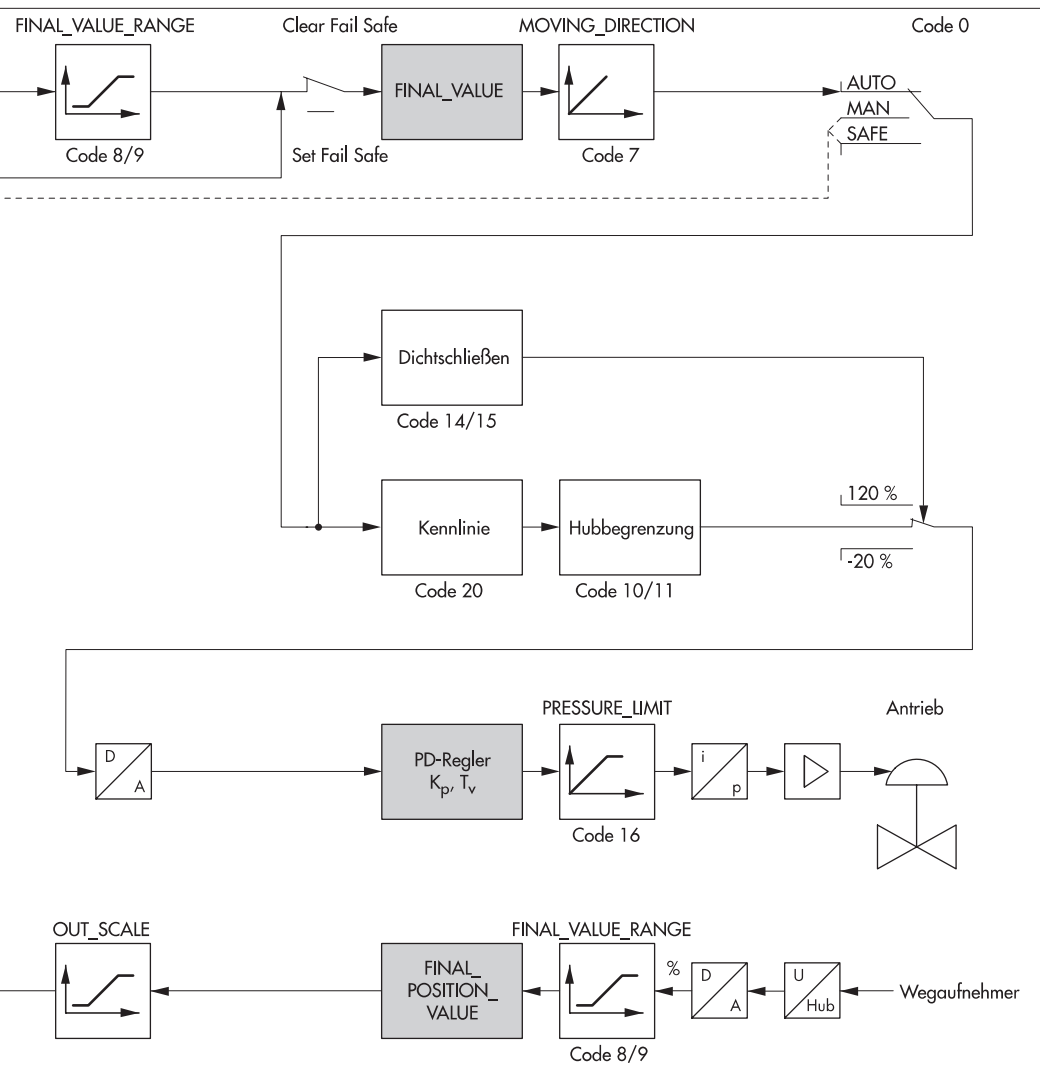 FINAL_VALUE_RANGE
Clear Fail Safe
MOVING_DIRECTION
Code 0
FINAL_VALUE
AUTO
MAN
SAFE
Code 8/9
Set Fail Safe
Code 7
Dichtschließen
Code 14/15
120 %
Kennlinie
Hubbegrenzung
-20 %
Code 20
Code 10/11
PRESSURE_LIMIT
Antrieb
D
A
PD-Regler
Kp, Tv
i
p
Code 16
OUT_SCALE
FINAL_VALUE_RANGE
FINAL_
POSITION_
VALUE
%
D
A
U
Hub
Wegaufnehmer
Code 8/9